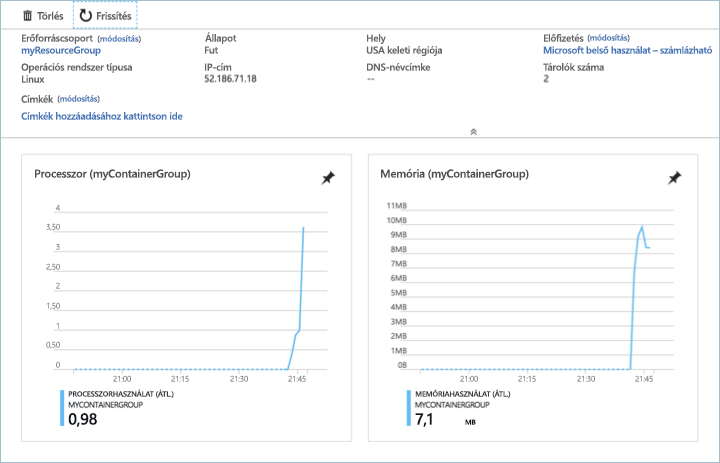 Törlés Frissítés
Erőforráscsoport (módosítás) Állapot Hely Előfizetés (módosítás)
myResourceGroup Fut USA keleti régiója Microsoft belső használat – számlázható
Operációs rendszer típusa IP-cím DNS-névcímke Tárolók száma
Linux 52.186.71.18 -- 2
Címkék (módosítás)
Címkék hozzáadásához kattintson ide
Processzor (myContainerGroup)
4
3,50
3
2,50
2
1,50
1
0,50
0
21:00 21:15 21:30 21:45
PROCESSZORHASZNÁLAT (ÁTL.)
MYCONTAINERGROUP
0,98
Memória (myContainerGroup)
11MB
10MB
9MB
8MB
7MB
6MB
5MB
4MB
3MB
2MB
1MB
0B
21:00 21:15 21:30 21:45
MEMÓRIAHASZNÁLAT (ÁTL.)
MYCONTAINERGROUP
7,1 MB